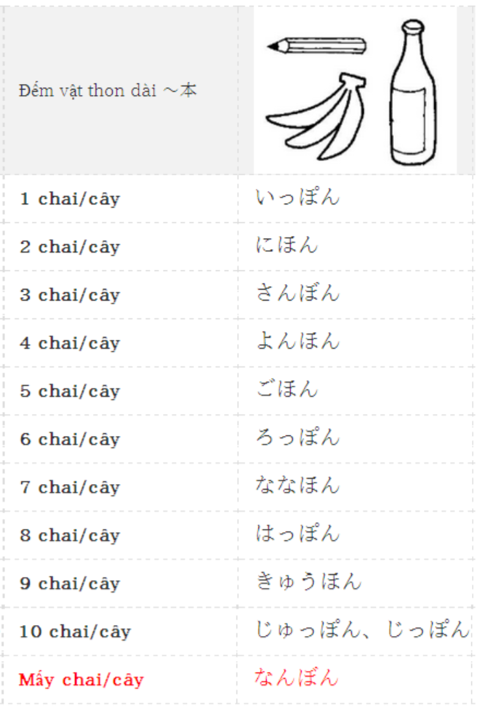 Đếm vật thon dài ～本
1 chai/cây いっぽん
2 chai/cây にほん
3 chai/cây さんぼん
4 chai/cây よんほん
5 chai/cây ごほん
6 chai/cây ろっぽん
7 chai/cây ななほん
8 chai/cây はっぽん
9 chai/cây きゅうほん
10 chai/cây じゅっぽん、じっぽん
Mấy chai/cây なんぼん